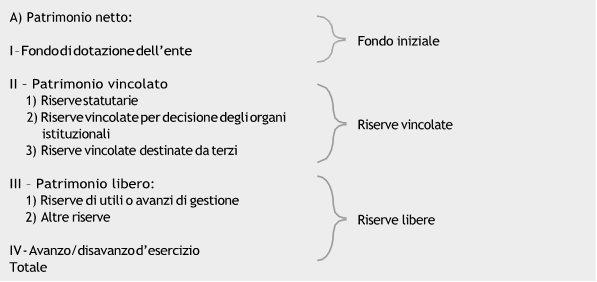 A) Patrimonio netto:
I – Fondo di dotazione dell'ente
Fondo iniziale
II – Patrimonio vincolato
1) Riserve statutarie
2) Riserve vincolate per decisione degli organi
istituzionali
3) Riserve vincolate destinate da terzi
Riserve vincolate
III – Patrimonio libero:
1) Riserve di utili o avanzi di gestione
2) Altre riserve
Riserve libere
IV - Avanzo/disavanzo d'esercizio
Totale